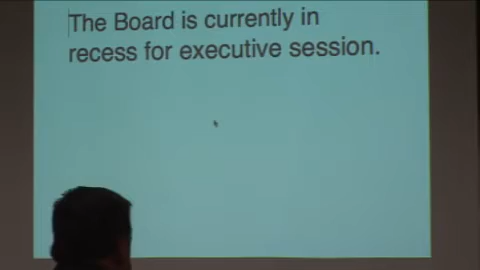 The Board is currently in
recess for executive session.